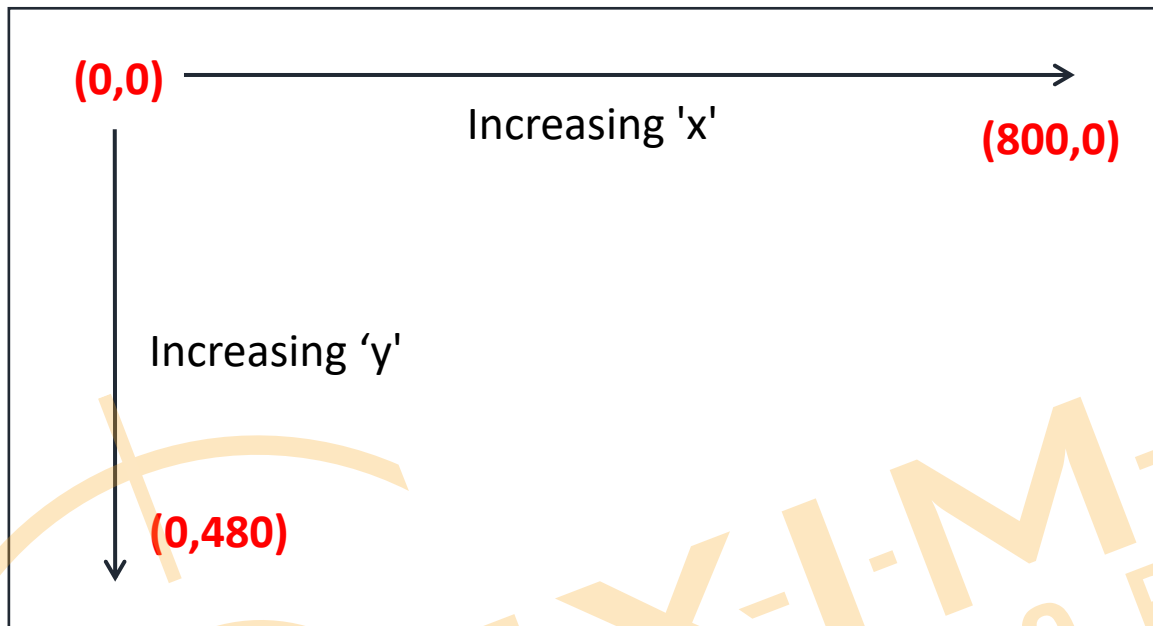 (0,0)
Increasing 'x'
(800,0)
Increasing ‘y'
(0,480)